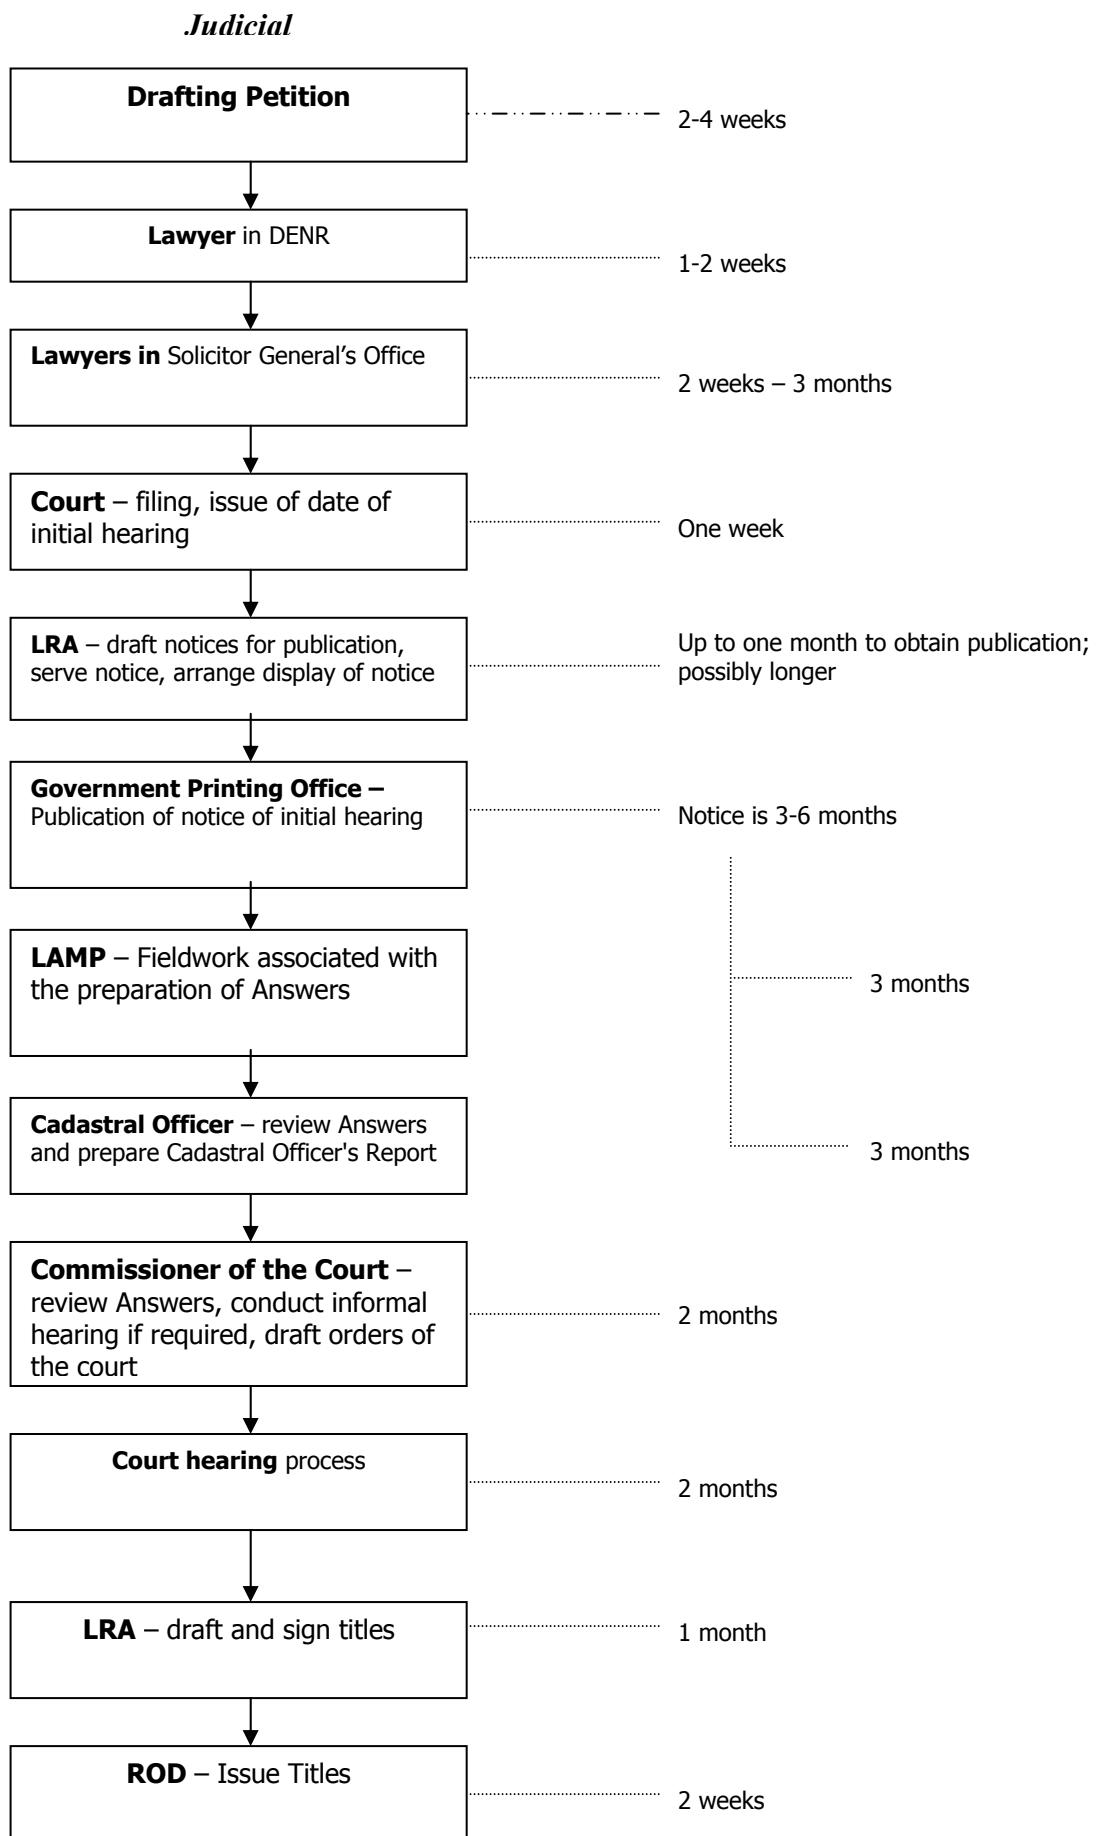 Judicial
Drafting Petition
2-4 weeks
Lawyer in DENR
1-2 weeks
Lawyers in Solicitor General’s Office
2 weeks – 3 months
Court – filing, issue of date of
initial hearing
One week
LRA – draft notices for publication,
serve notice, arrange display of notice
Up to one month to obtain publication;
possibly longer
Government Printing Office –
Publication of notice of initial hearing
Notice is 3-6 months
LAMP – Fieldwork associated with
the preparation of Answers
3 months
Cadastral Officer – review Answers
and prepare Cadastral Officer's Report
3 months
Commissioner of the Court –
review Answers, conduct informal
hearing if required, draft orders of
the court
2 months
Court hearing process
2 months
LRA – draft and sign titles
1 month
ROD – Issue Titles
2 weeks